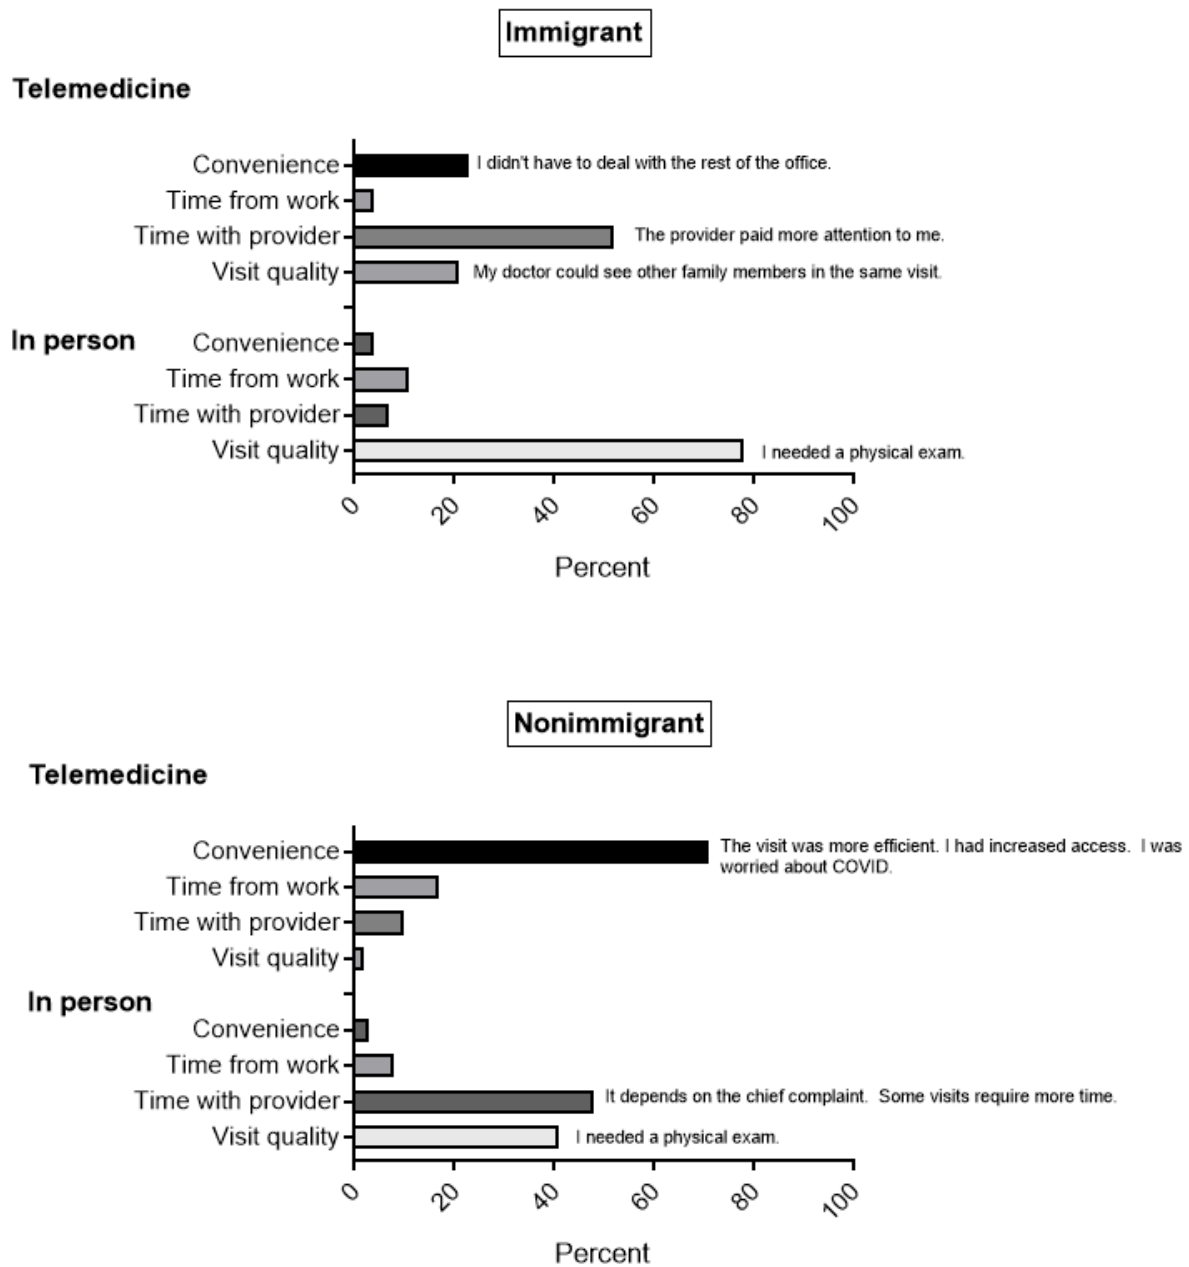 Immigrant
Telemedicine
Convenience I didn't have to deal with the rest of the office.
Time from work
Time with provider The provider paid more attention to me.
Visit quality My doctor could see other family members in the same visit.
In person Convenience
Time from work
Time with provider
Visit quality I needed a physical exam.
0 20 40 60 80 100
Percent
Nonimmigrant
Telemedicine
Convenience The visit was more efficient. I had increased access. I was
worried about COVID.
Time from work
Time with provider
Visit quality
In person
Convenience
Time from work
Time with provider It depends on the chief complaint. Some visits require more time.
Visit quality I needed a physical exam.
0 20 40 60 80 100
Percent